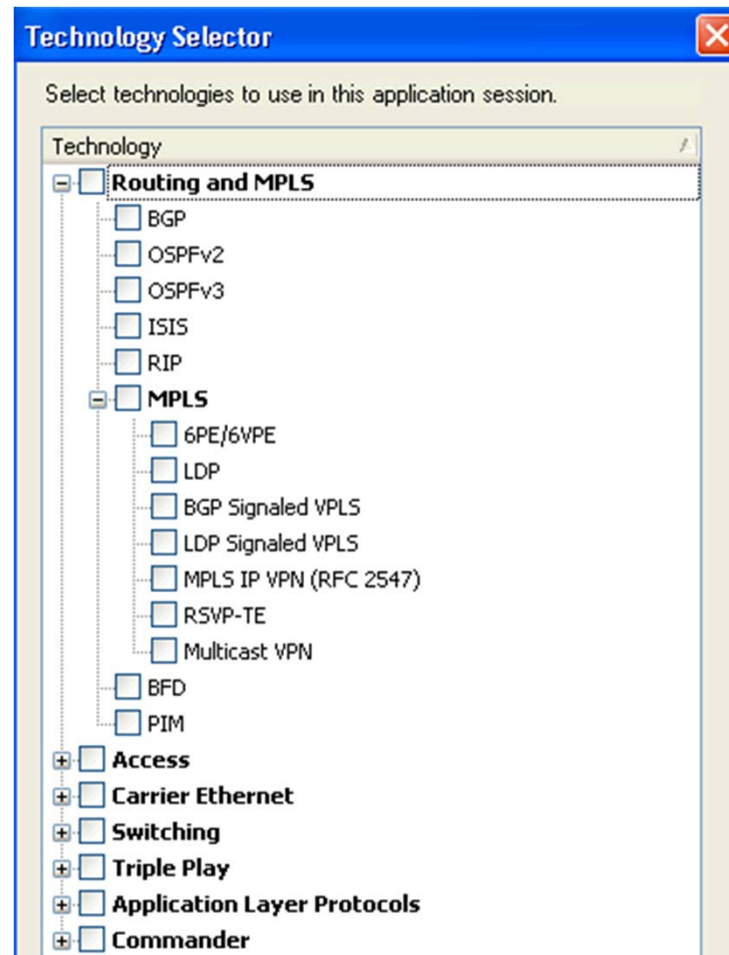 Technology Selector
Select technologies to use in this application session.
Technology
Routing and MPLS
BGP
OSPFv2
OSPFv3
ISIS
RIP
MPLS
6PE/6VPE
LDP
BGP Signaled VPLS
LDP Signaled VPLS
MPLS IP VPN (RFC 2547)
RSVP-TE
Multicast VPN
BFD
PIM
Access
Carrier Ethernet
Switching
Triple Play
Application Layer Protocols
Commander